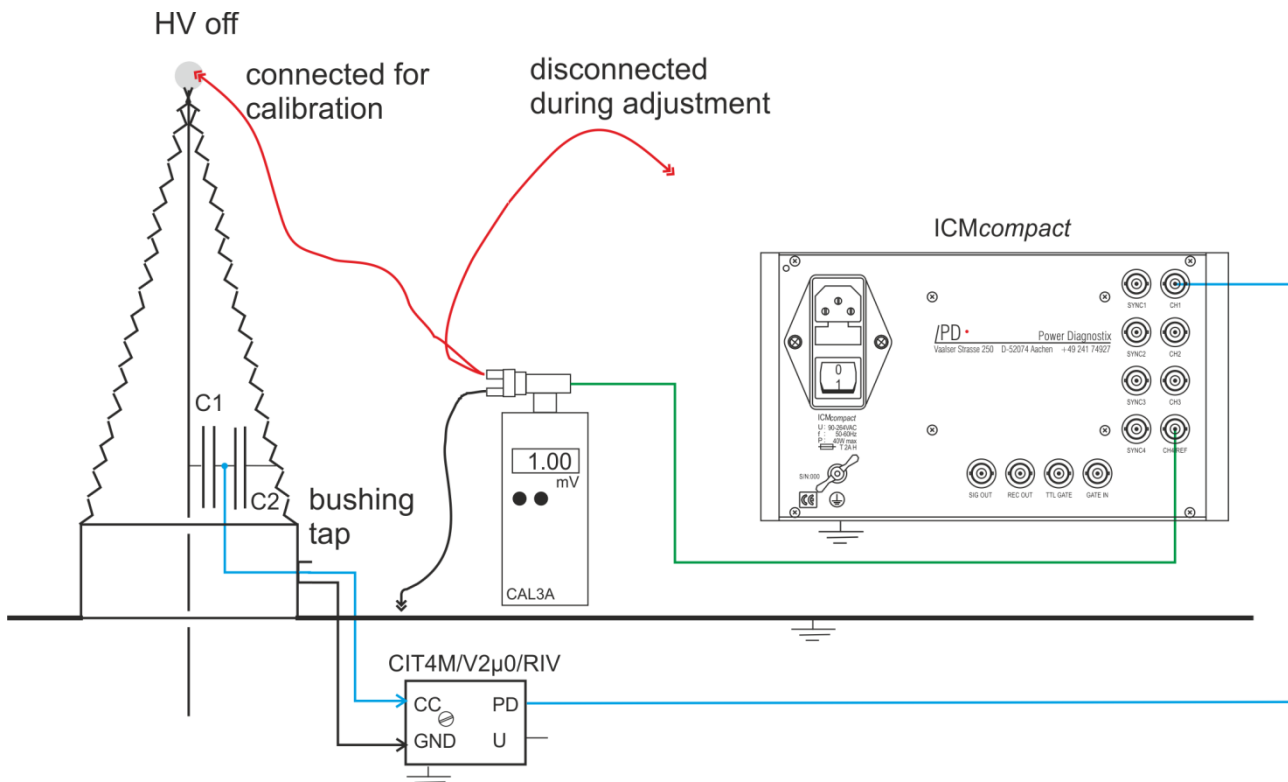 HV off
connected for
calibration
disconnected
during adjustment
ICMcompact
C1
C2
bushing
tap
1.00
mV
CAL3A
0
1
ICMcompact
U: 90-264VAC
f : 50-60Hz
P: 40W max
T 2A H
S/N:000
CE
/PD
Power Diagnostix
Vaalser Strasse 250 D-52074 Aachen +49 241 74927
SYNC1
CH1
SYNC2
CH2
SYNC3
CH3
SYNC4
CH4/REF
SIG OUT
REC OUT
TTL GATE
GATE IN
CIT4M/V2µ0/RIV
CC
PD
GND
U